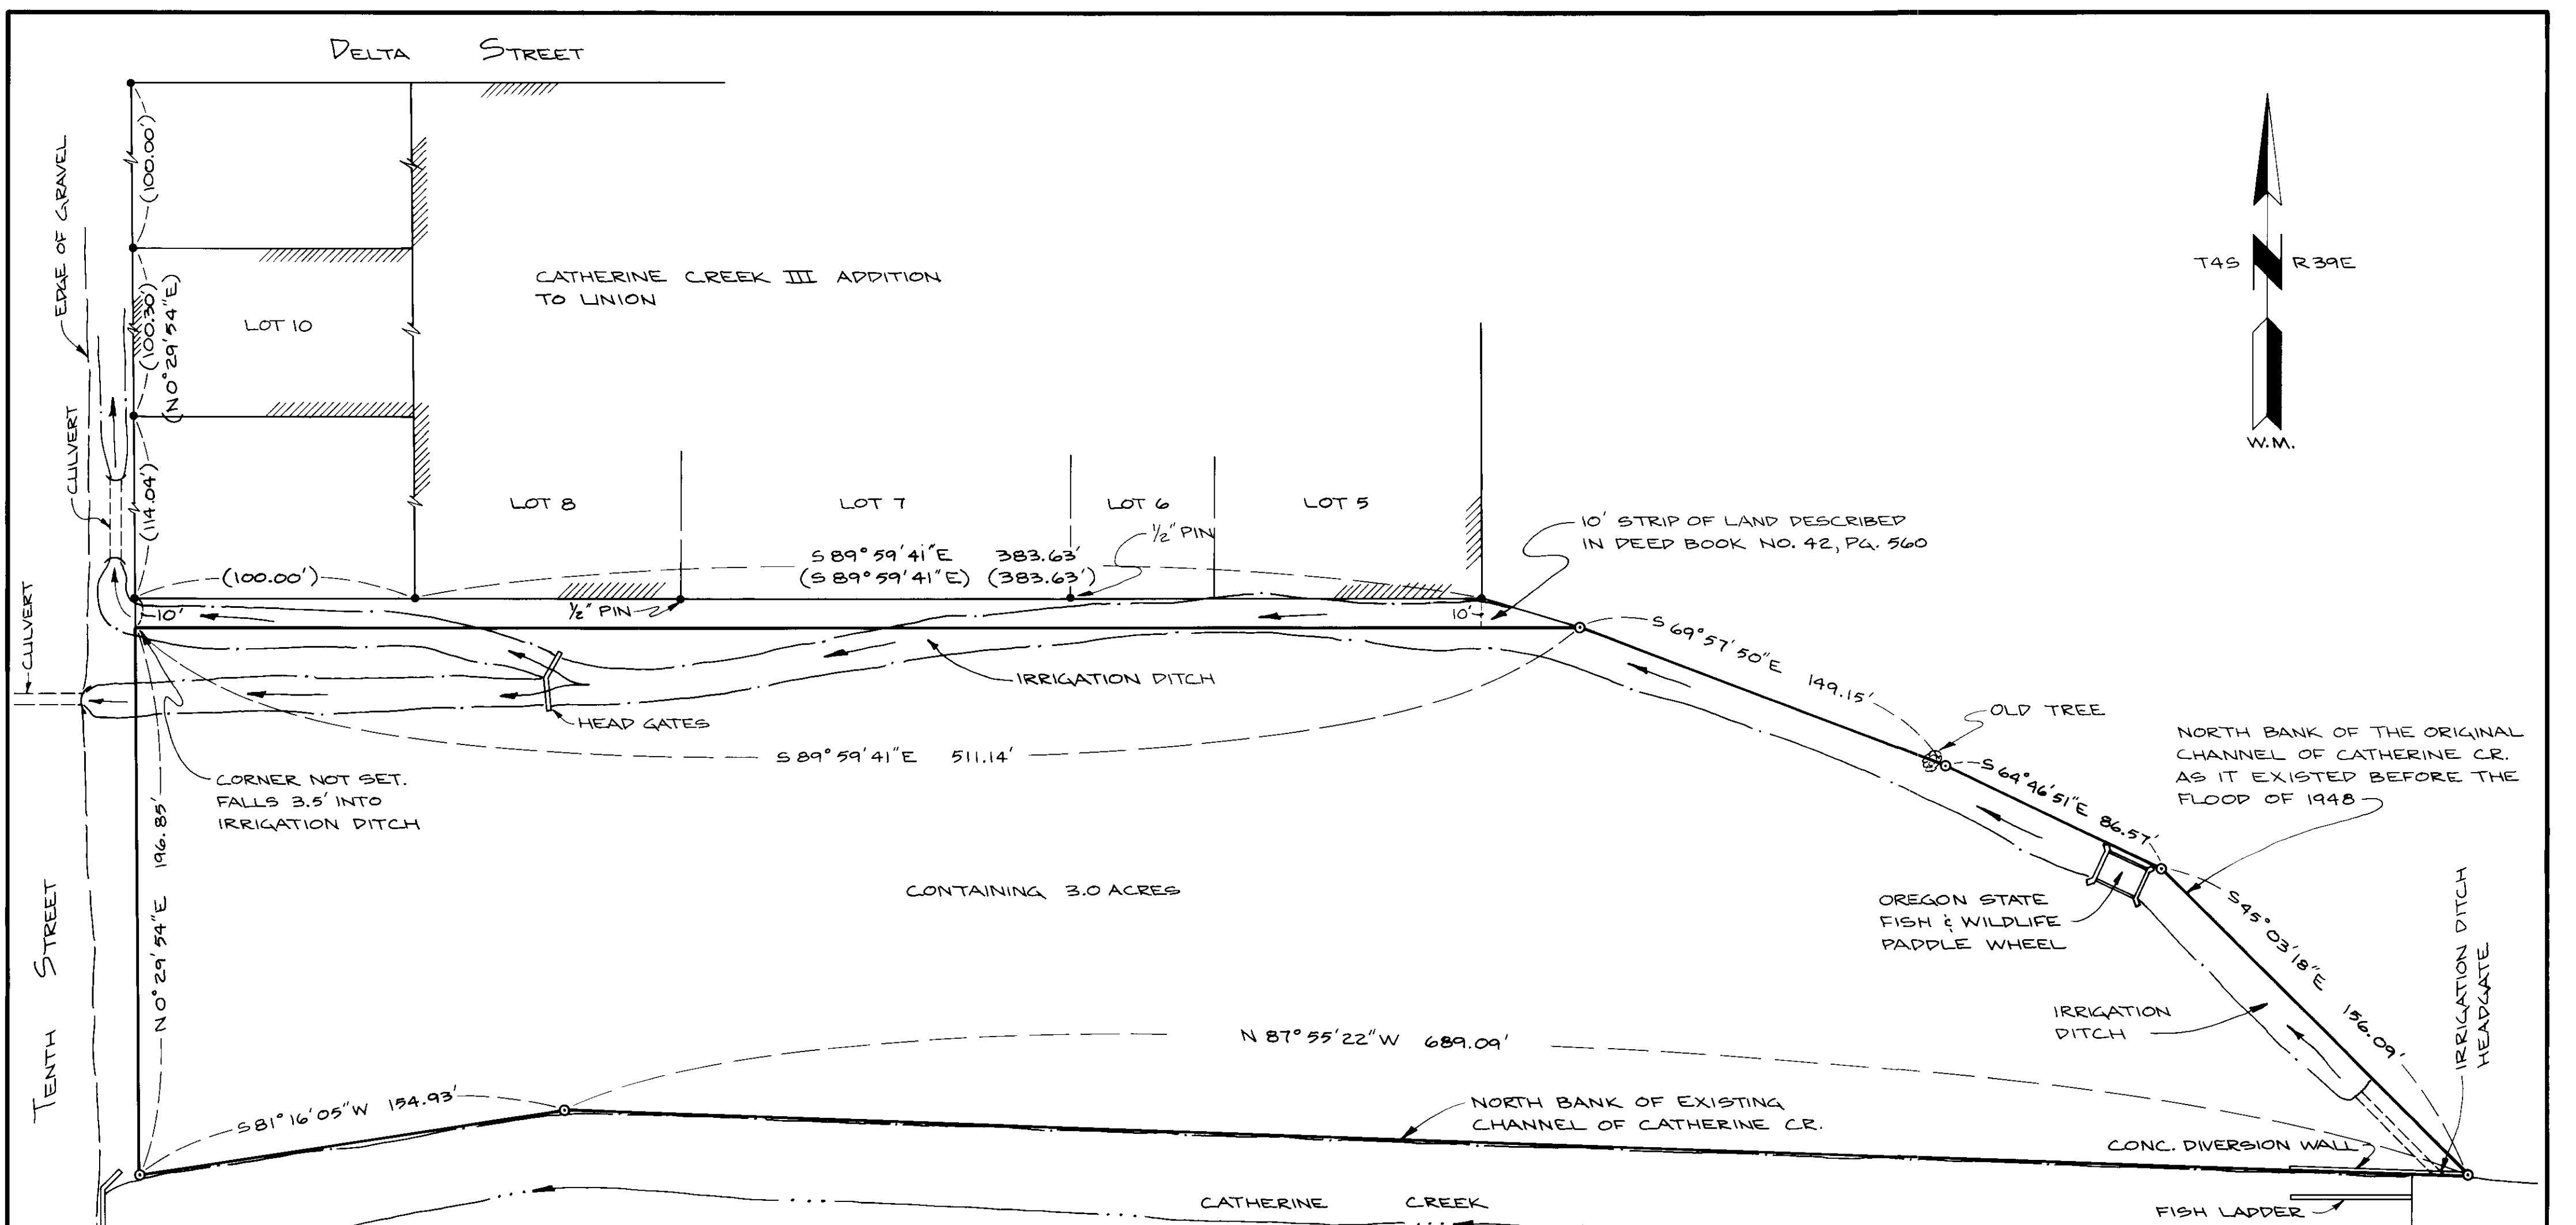 DELTA STREET
(100.00')
EDGE OF GRAVEL
T4S N R39E
CATHERINE CREEK III ADDITION
TO UNION
(100.30')
(N0°29'54"E)
LOT 10
W.M.
CULVERT
(114.04')
LOT 8
LOT 7
LOT 6
LOT 5
1/2" PIN
10' STRIP OF LAND DESCRIBED
IN DEED BOOK NO. 42, PG. 560
S 89°59'41"E 383.63'
(S 89°59'41"E) (383.63')
(100.00')
1/2" PIN
10'
10'
CULVERT
S 69°57'50"E 149.15'
IRRIGATION DITCH
HEAD GATES
S 89°59'41"E 511.14'
OLD TREE
NORTH BANK OF THE ORIGINAL
CHANNEL OF CATHERINE CR.
AS IT EXISTED BEFORE THE
FLOOD OF 1948
S 64°46'51"E 86.57'
CORNER NOT SET.
FALLS 3.5' INTO
IRRIGATION DITCH
N 0°29'54"E 196.85'
CONTAINING 3.0 ACRES
OREGON STATE
FISH & WILDLIFE
PADDLE WHEEL
S 45°03'18"E 156.09'
IRRIGATION DITCH
HEADGATE
TENTH STREET
IRRIGATION
DITCH
N 87°55'22"W 689.09'
S 81°16'05"W 154.93'
NORTH BANK OF EXISTING
CHANNEL OF CATHERINE CR.
CONC. DIVERSION WALL
CATHERINE CREEK
FISH LADDER